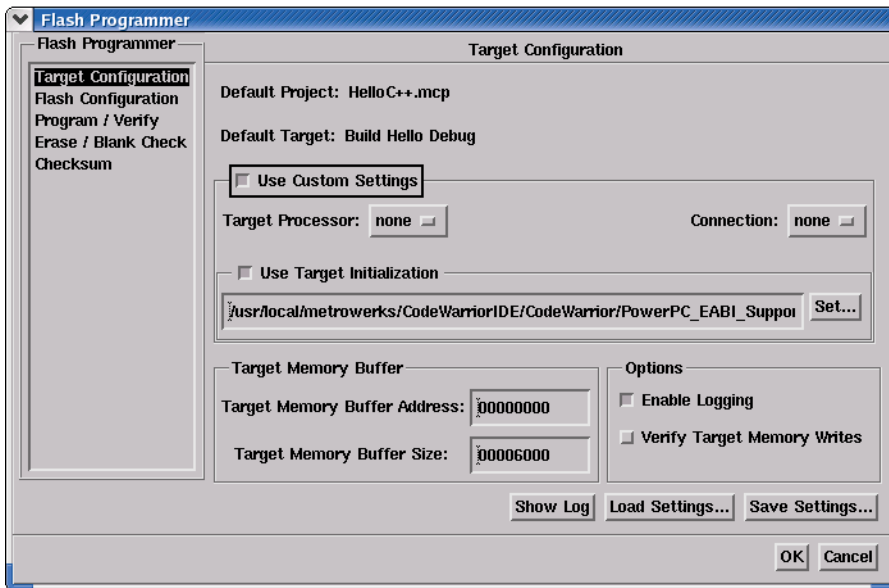 Flash Programmer
Flash Programmer
Target Configuration
Flash Configuration
Program / Verify
Erase / Blank Check
Checksum
Target Configuration
Default Project: HelloC++.mcp
Default Target: Build Hello Debug
Use Custom Settings
Target Processor: none
Connection: none
Use Target Initialization
/usr/local/metrowerks/CodeWarriorIDE/CodeWarrior/PowerPC_EABI_Suppor
Set...
Target Memory Buffer
Target Memory Buffer Address: 00000000
Target Memory Buffer Size: 00006000
Options
Enable Logging
Verify Target Memory Writes
Show Log
Load Settings...
Save Settings...
OK
Cancel